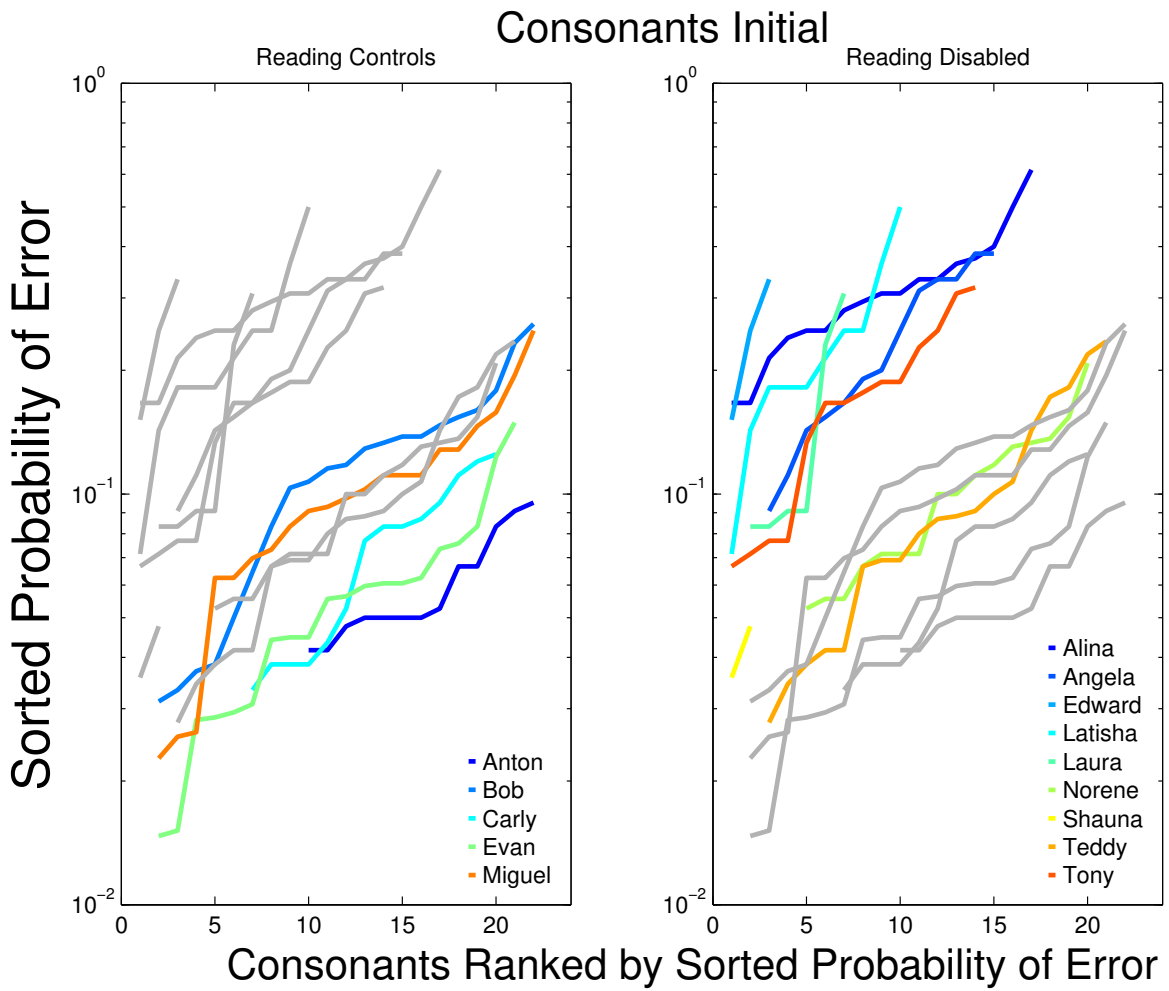 Consonants Initial
Reading Controls
Reading Disabled
Sorted Probability of Error
10^0
10^-1
10^-2
0 5 10 15 20
Anton
Bob
Carly
Evan
Miguel
10^0
10^-1
10^-2
0 5 10 15 20
Alina
Angela
Edward
Latisha
Laura
Norene
Shauna
Teddy
Tony
Consonants Ranked by Sorted Probability of Error